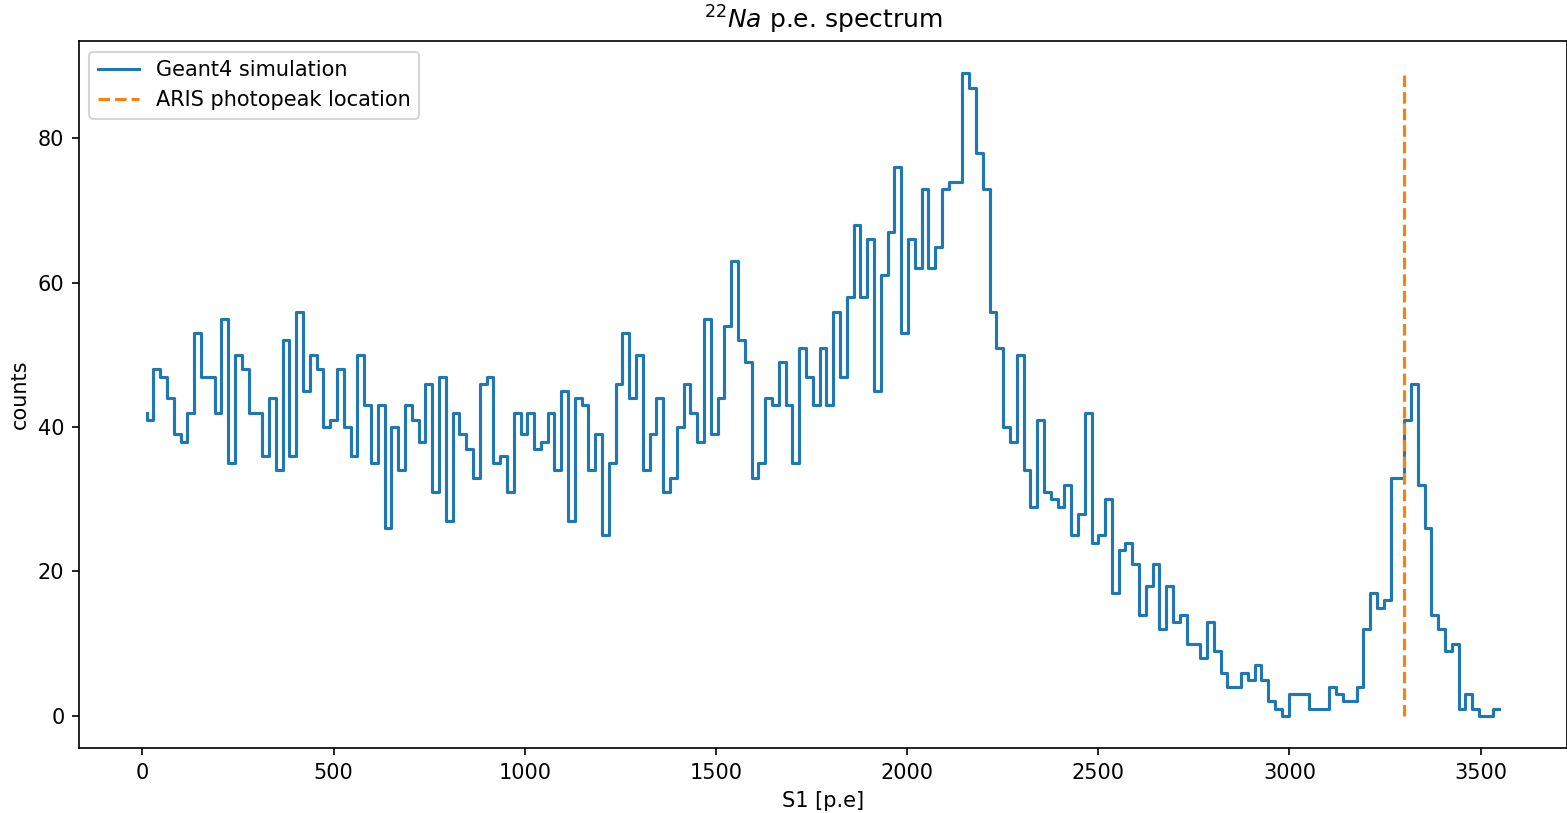 ²²Na p.e. spectrum
Geant4 simulation
ARIS photopeak location
counts
80
60
40
20
0
0 500 1000 1500 2000 2500 3000 3500
S1 [p.e]